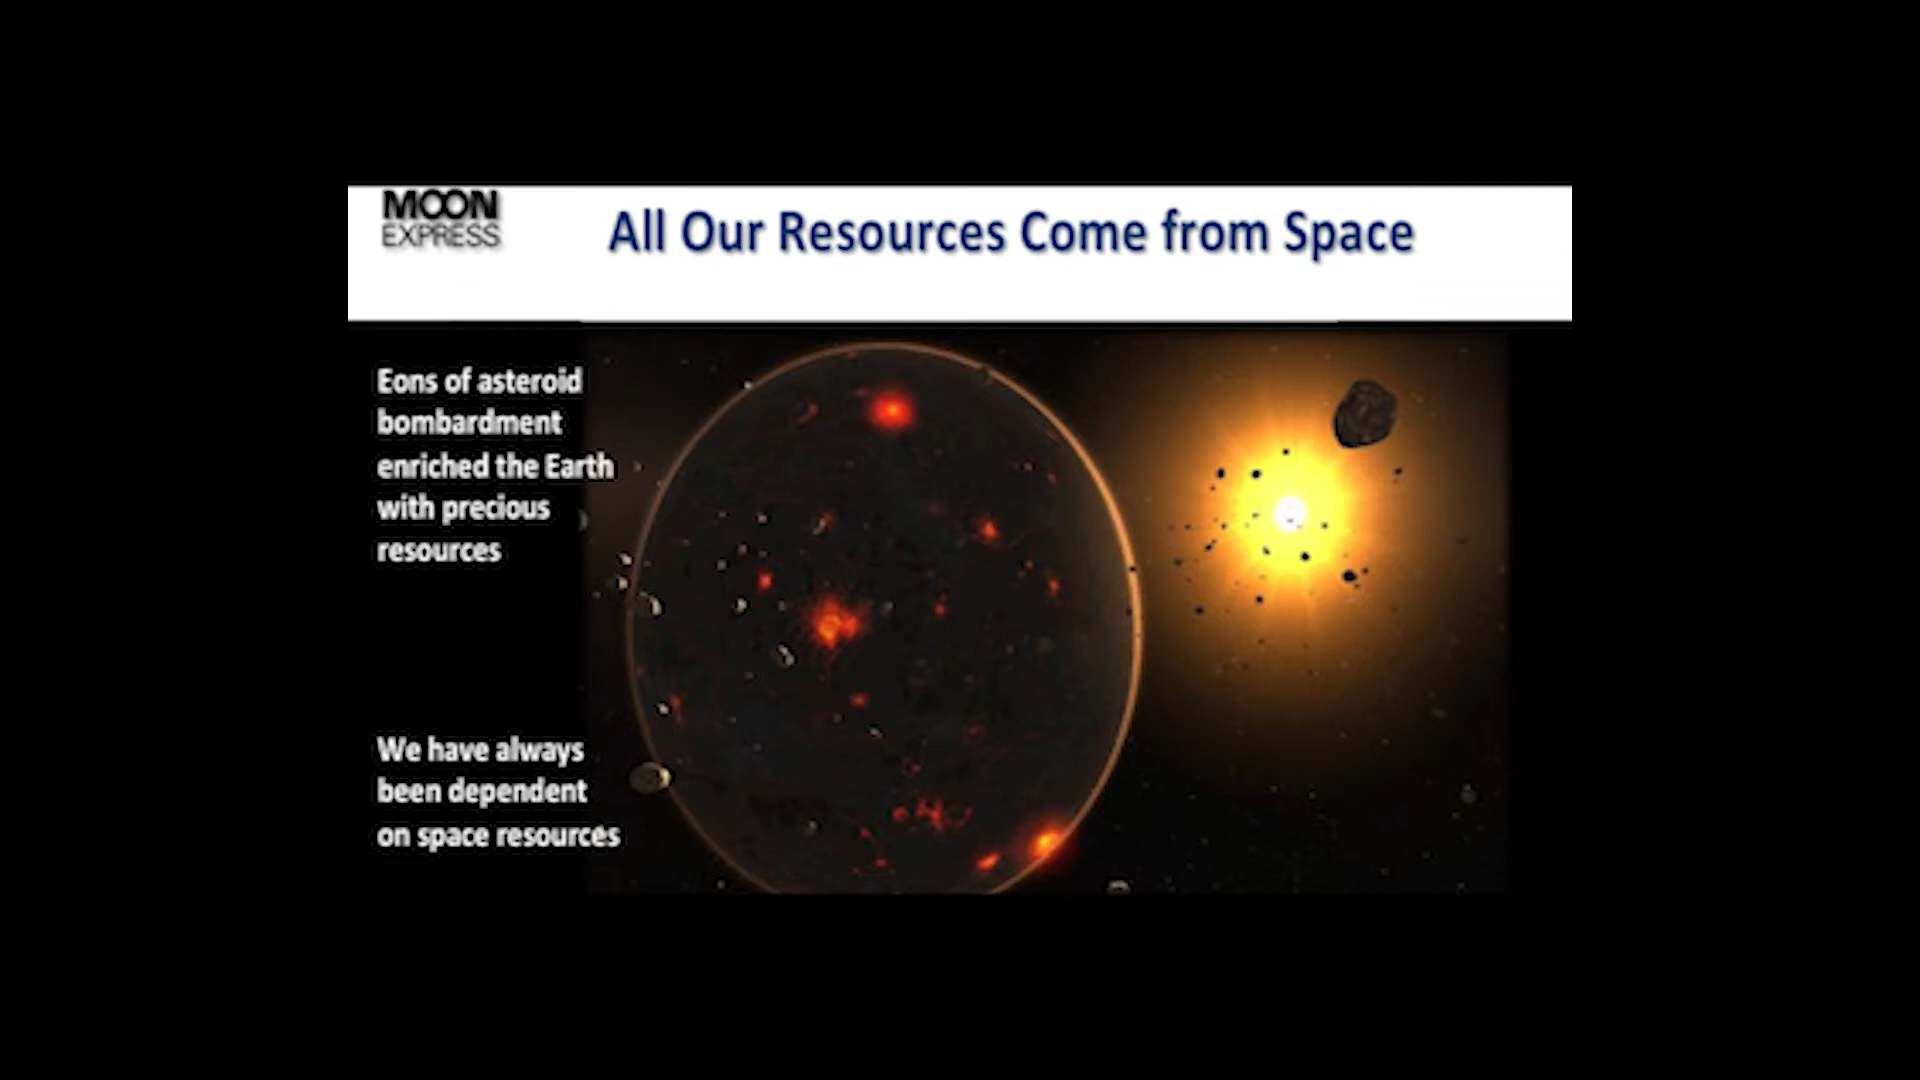 MOON
EXPRESS
All Our Resources Come from Space
Eons of asteroid
bombardment
enriched the Earth
with precious
resources
We have always
been dependent
on space resources